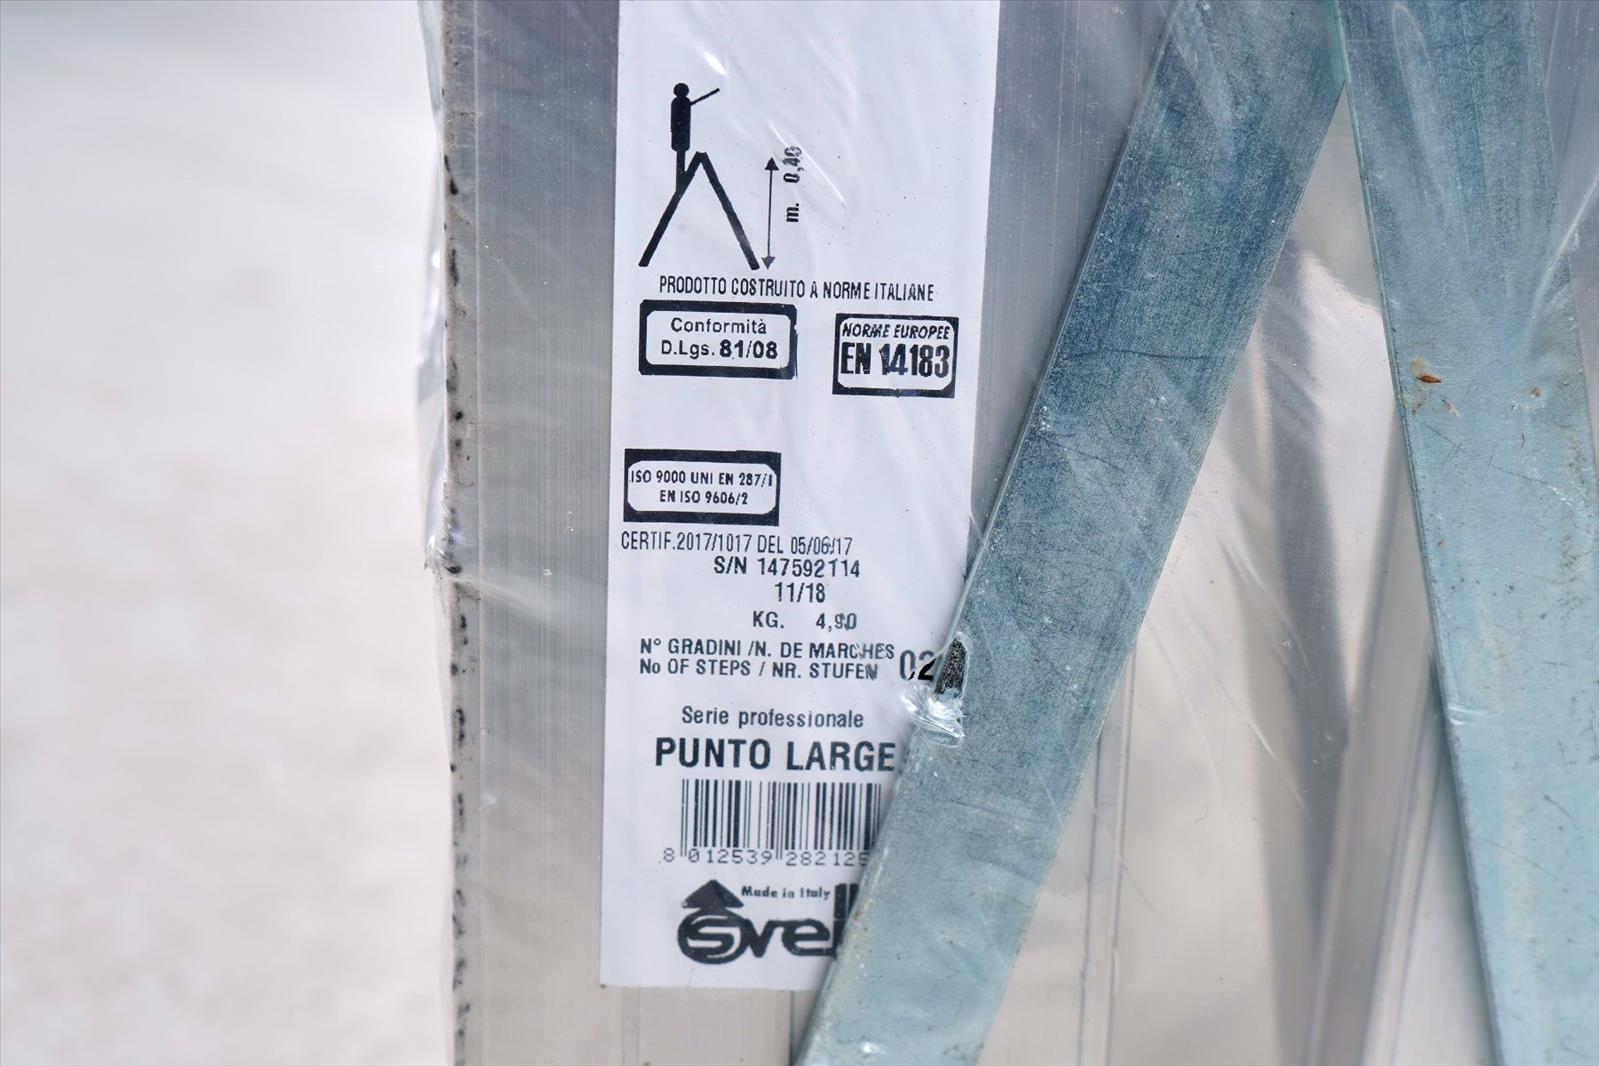 m. 0,40
PRODOTTO COSTRUITO A NORME ITALIANE
Conformità
D.Lgs. 81/08
NORME EUROPEE
EN 14183
ISO 9000 UNI EN 287/1
EN ISO 9606/2
CERTIF.2017/1017 DEL 05/06/17
S/N 147592114
11/18
KG. 4,90
N° GRADINI /N. DE MARCHES
No OF STEPS / NR. STUFEN 02
Serie professionale
PUNTO LARGE
8 012539 282125
Made in Italy
Svel